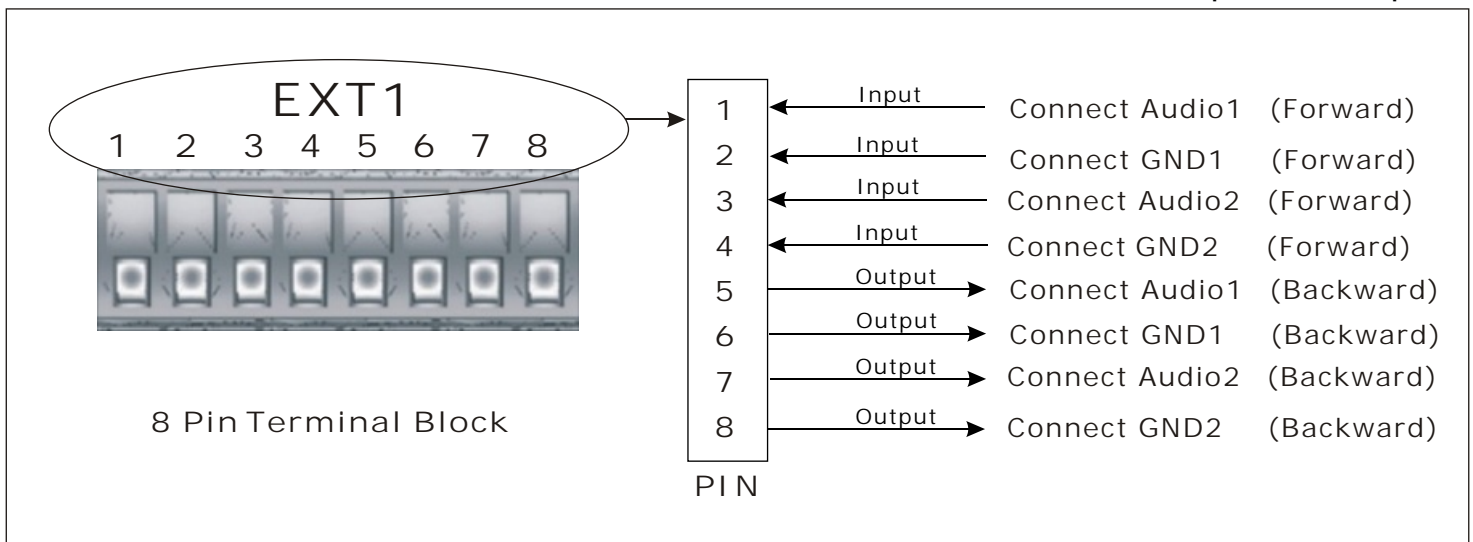 EXT1
1 2 3 4 5 6 7 8
8 Pin Terminal Block
1 Input Connect Audio1 (Forward)
2 Input Connect GND1 (Forward)
3 Input Connect Audio2 (Forward)
4 Input Connect GND2 (Forward)
5 Output Connect Audio1 (Backward)
6 Output Connect GND1 (Backward)
7 Output Connect Audio2 (Backward)
8 Output Connect GND2 (Backward)
PIN